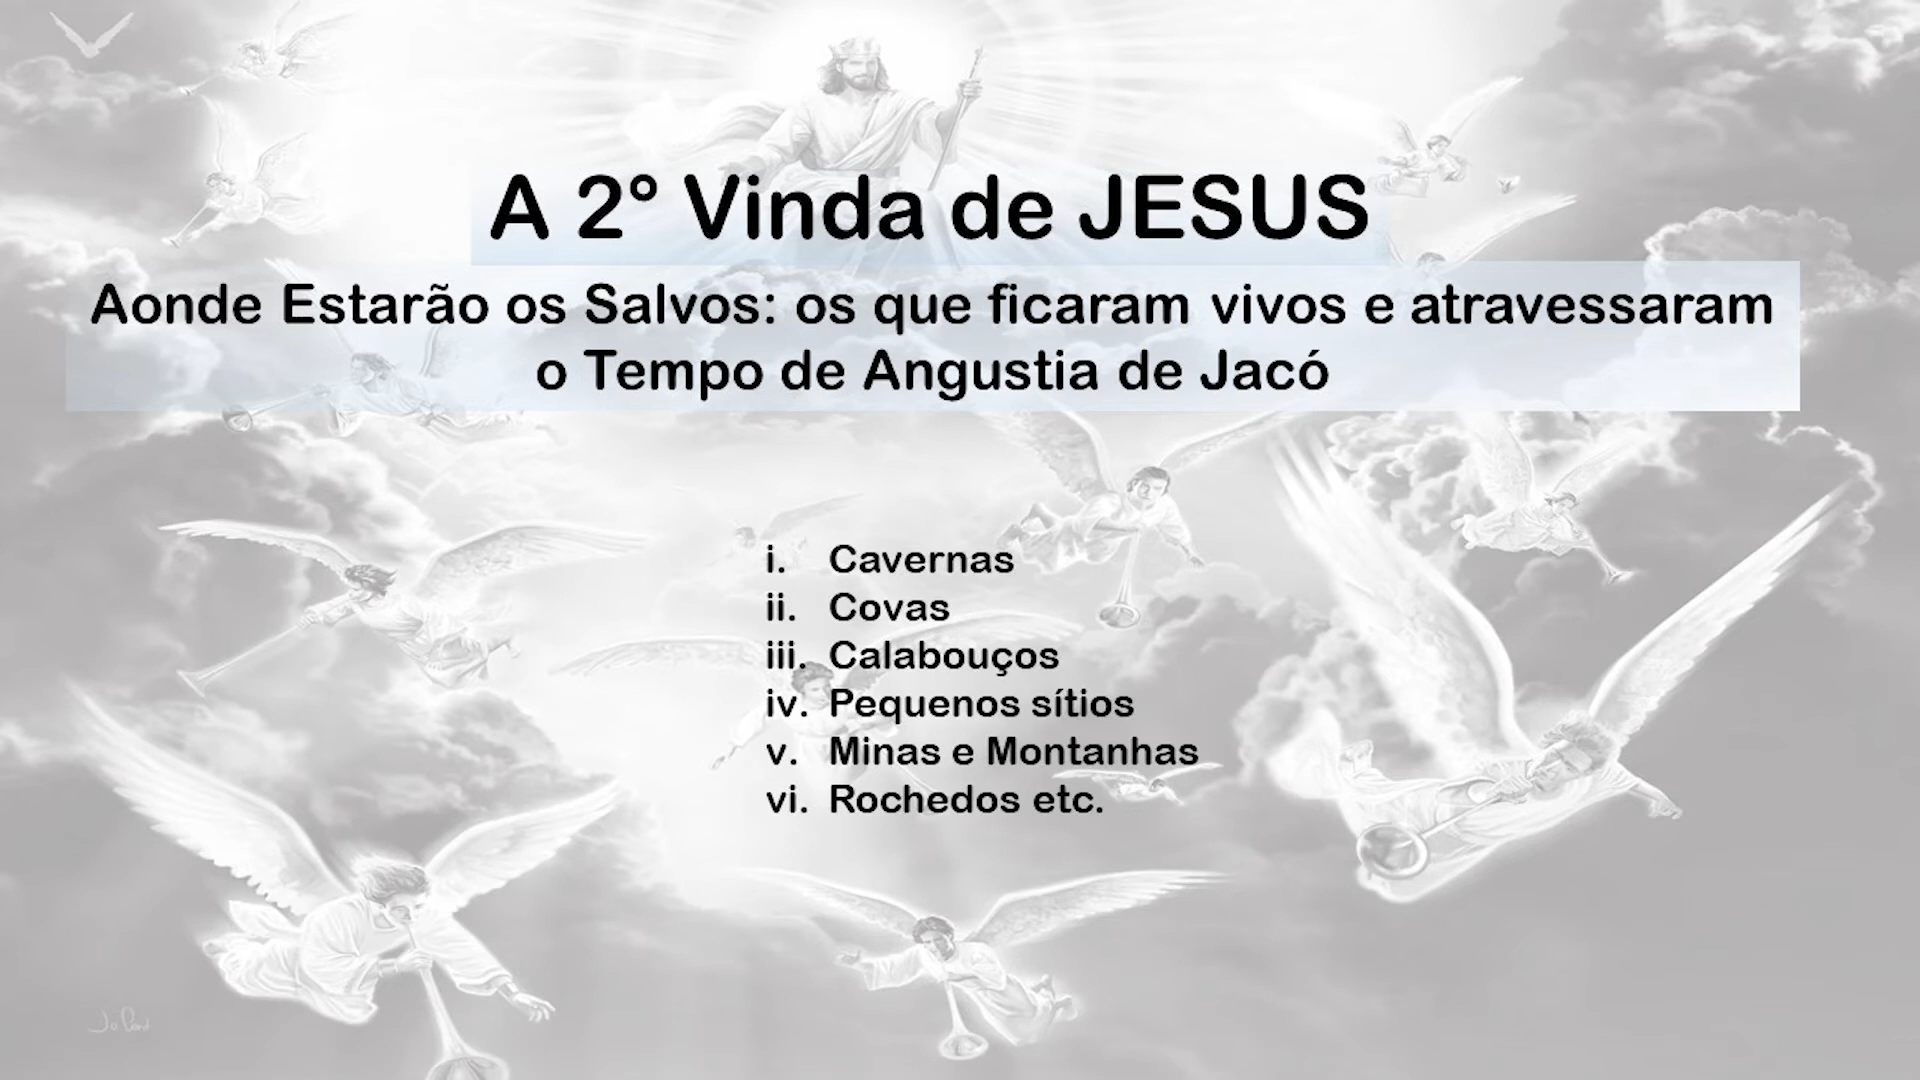 A 2º Vinda de JESUS
Aonde Estarão os Salvos: os que ficaram vivos e atravessaram
o Tempo de Angustia de Jacó
i. Cavernas
ii. Covas
iii. Calabouços
iv. Pequenos sítios
v. Minas e Montanhas
vi. Rochedos etc.